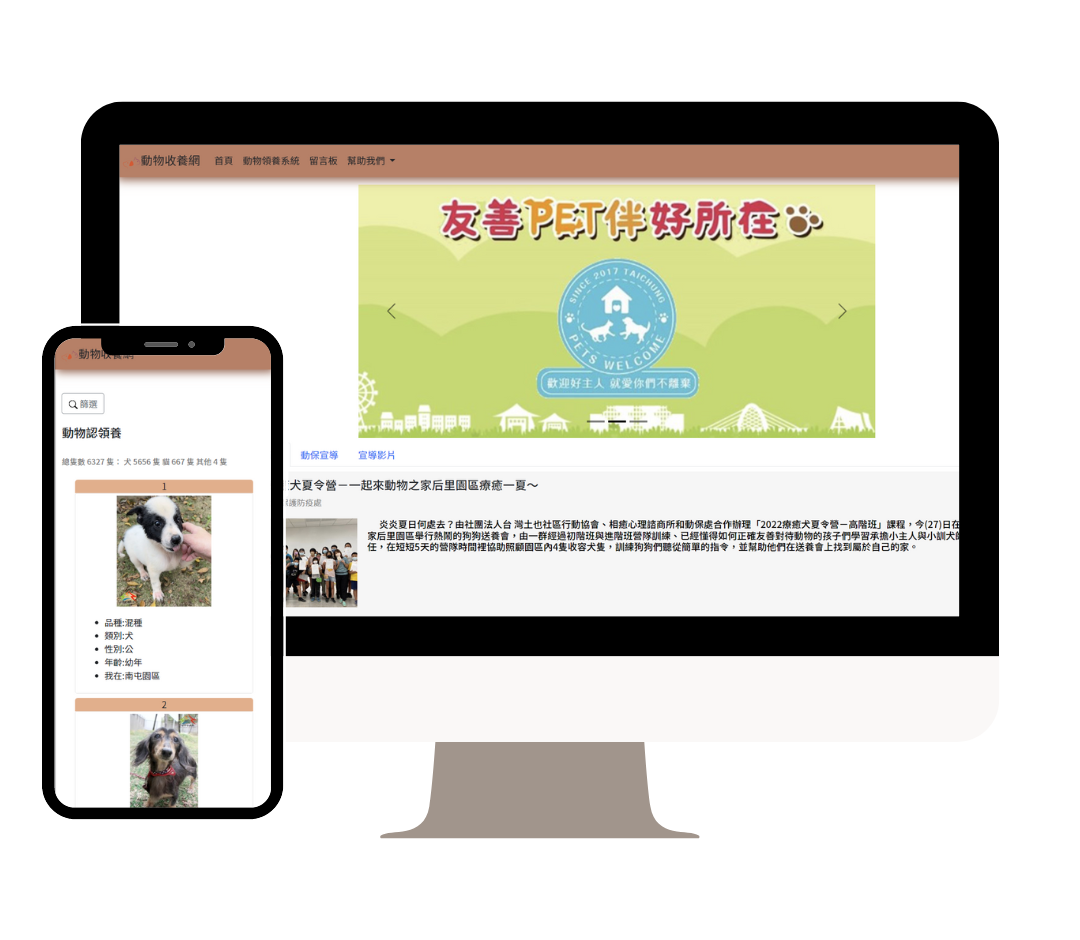 動物收養網 首頁 動物領養系統 留言板 幫助我們
友善PET伴好所在
SINCE 2017 TAICHUNG
PETS WELCOME
歡迎好主人 就愛你們不離棄
動保宣導 宣導影片
犬夏令營－一起來動物之家后里園區療癒一夏～
護防疫處
炎炎夏日何處去？由社團法人台 灣土也社區行動協會、相癒心理諮商所和動保處合作辦理「2022療癒犬夏令營－高階班」課程，今(27)日在
家后里園區舉行熱鬧的狗狗送養會，由一群經過初階班與進階班營隊訓練、已經懂得如何正確友善對待動物的孩子們學習承擔小主人與小訓犬
任，在短短5天的營隊時間裡協助照顧園區內4隻收容犬隻，訓練狗狗們聽從簡單的指令，並幫助他們在送養會上找到屬於自己的家。
動物收養網
篩選
動物認領養
總隻數 6327 隻： 犬 5656 隻 貓 667 隻 其他 4 隻
1
品種:混種
類別:犬
性別:公
年齡:幼年
我在:南屯園區
2